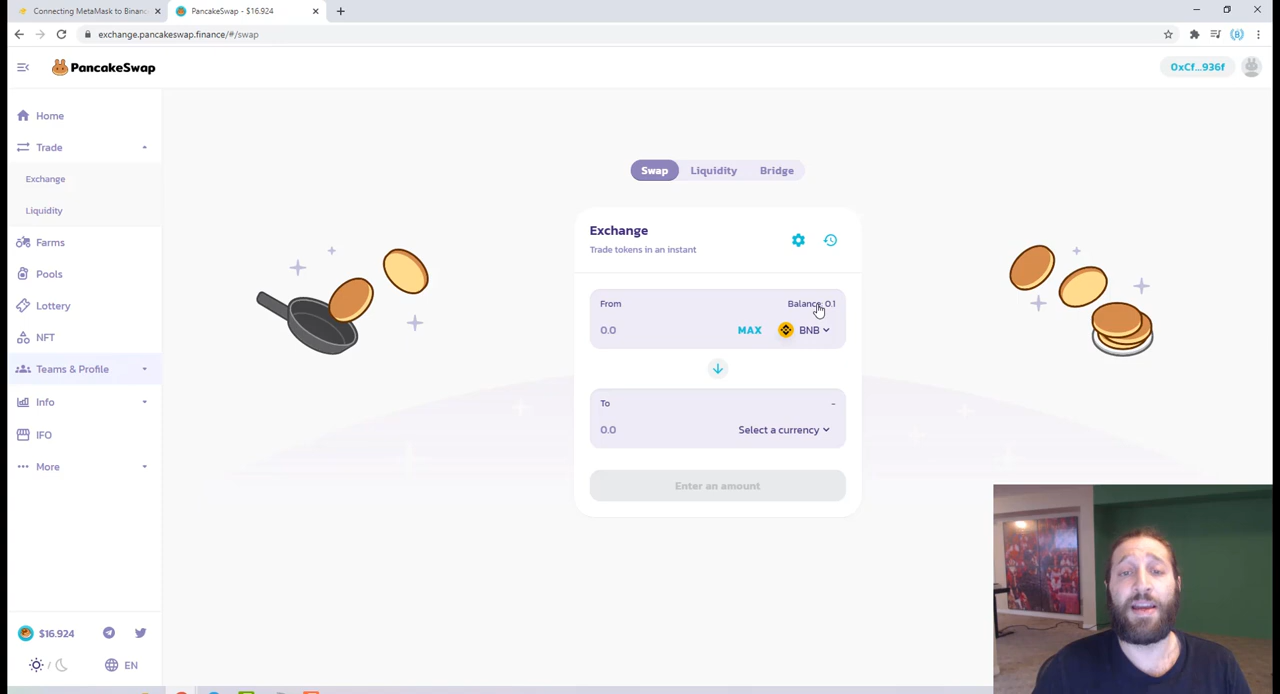 Connecting MetaMask to Binanc
PancakeSwap - $16.924
exchange.pancakeswap.finance/#/swap
PancakeSwap
0xCf...936f
Home
Trade
Exchange
Liquidity
Farms
Pools
Lottery
NFT
Teams & Profile
Info
IFO
More
$16.924
EN
Swap Liquidity Bridge
Exchange
Trade tokens in an instant
From Balance: 0.1
0.0 MAX BNB
To -
0.0 Select a currency
Enter an amount